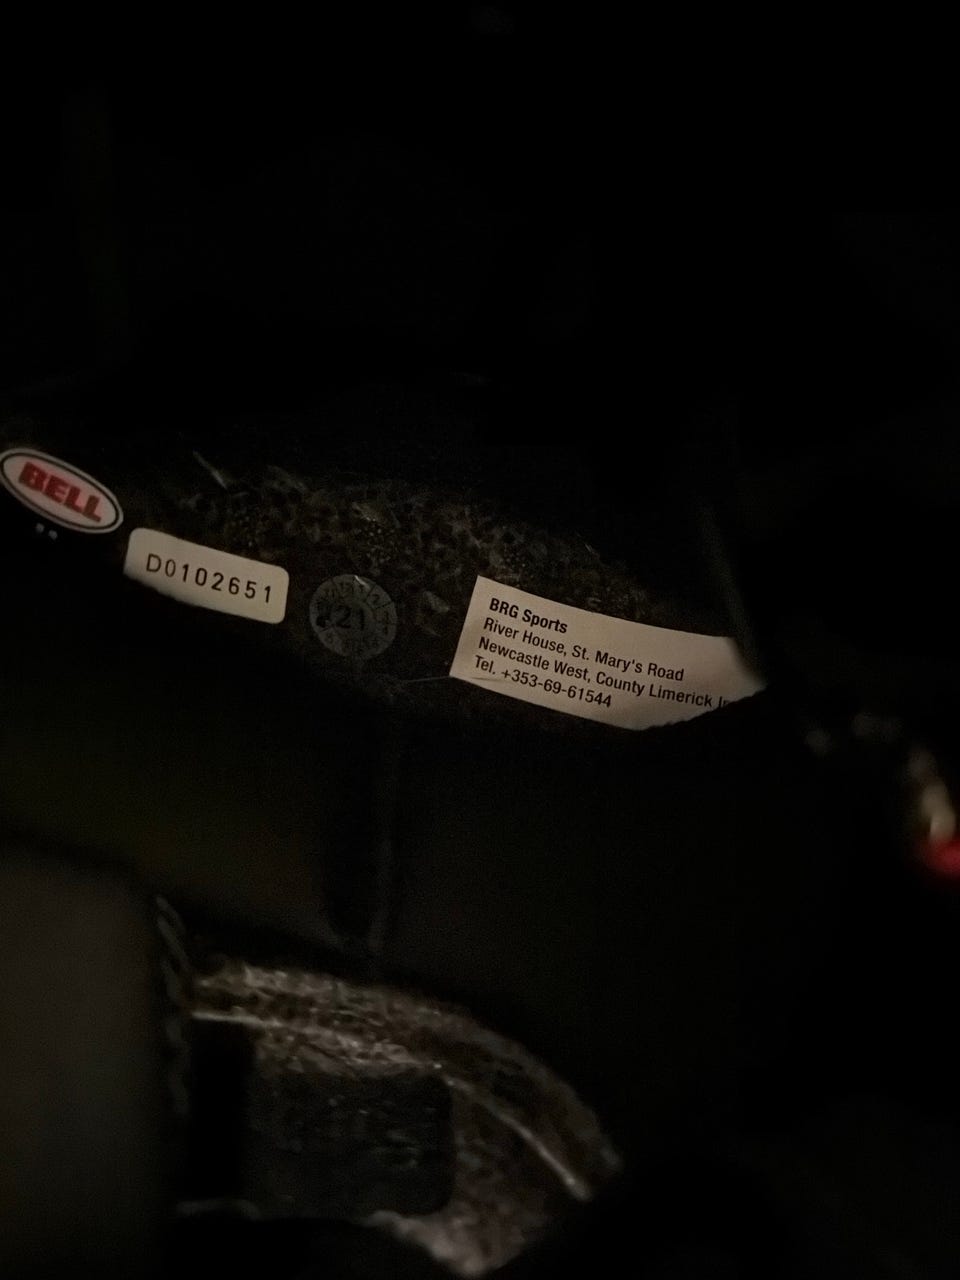 BELL
D0102651
21
BRG Sports
River House, St. Mary's Road
Newcastle West, County Limerick
Tel. +353-69-61544